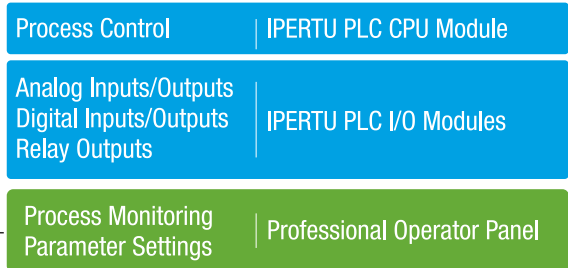 Process Control IPERTU PLC CPU Module
Analog Inputs/Outputs
Digital Inputs/Outputs IPERTU PLC I/O Modules
Relay Outputs
Process Monitoring
Parameter Settings
Professional Operator Panel